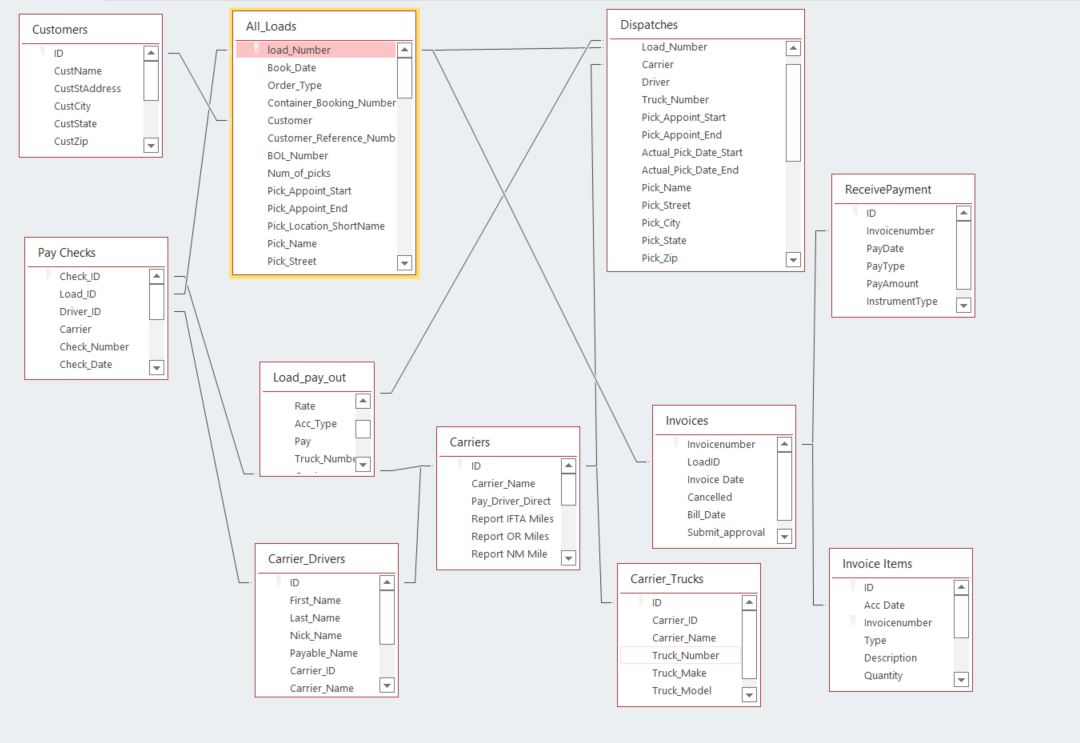 Customers
ID
CustName
CustStAddress
CustCity
CustState
CustZip
All_Loads
load_Number
Book_Date
Order_Type
Container_Booking_Number
Customer
Customer_Reference_Numb
BOL_Number
Num_of_picks
Pick_Appoint_Start
Pick_Appoint_End
Pick_Location_ShortName
Pick_Name
Pick_Street
Dispatches
Load_Number
Carrier
Driver
Truck_Number
Pick_Appoint_Start
Pick_Appoint_End
Actual_Pick_Date_Start
Actual_Pick_Date_End
Pick_Name
Pick_Street
Pick_City
Pick_State
Pick_Zip
ReceivePayment
ID
Invoicenumber
PayDate
PayType
PayAmount
InstrumentType
Pay Checks
Check_ID
Load_ID
Driver_ID
Carrier
Check_Number
Check_Date
Load_pay_out
Rate
Acc_Type
Pay
Truck_Numbe
Carriers
ID
Carrier_Name
Pay_Driver_Direct
Report IFTA Miles
Report OR Miles
Report NM Mile
Invoices
Invoicenumber
LoadID
Invoice Date
Cancelled
Bill_Date
Submit_approval
Carrier_Drivers
ID
First_Name
Last_Name
Nick_Name
Payable_Name
Carrier_ID
Carrier_Name
Carrier_Trucks
ID
Carrier_ID
Carrier_Name
Truck_Number
Truck_Make
Truck_Model
Invoice Items
ID
Acc Date
Invoicenumber
Type
Description
Quantity